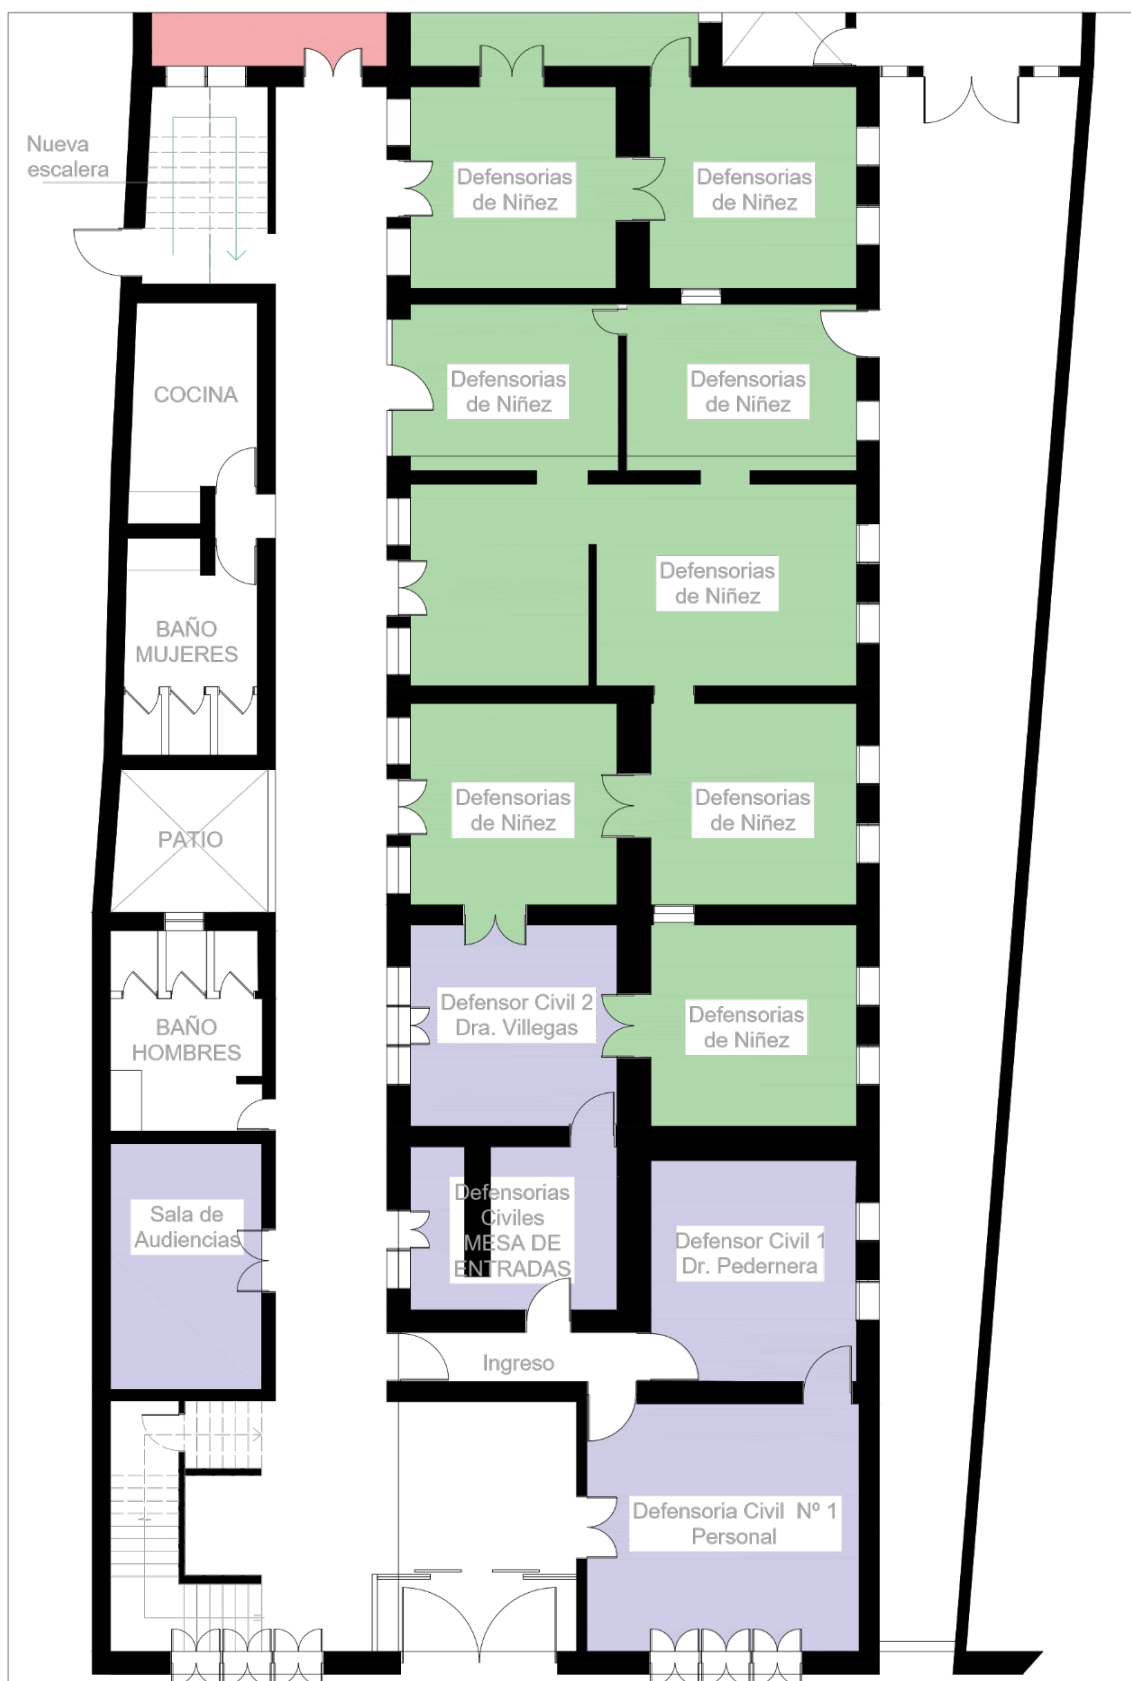 Nueva
escalera
Defensorias
de Niñez
Defensorias
de Niñez
COCINA
Defensorias
de Niñez
Defensorias
de Niñez
BAÑO
MUJERES
Defensorias
de Niñez
PATIO
Defensorias
de Niñez
Defensorias
de Niñez
BAÑO
HOMBRES
Defensor Civil 2
Dra. Villegas
Defensorias
de Niñez
Sala de
Audiencias
Defensorias
Civiles
MESA DE
ENTRADAS
Defensor Civil 1
Dr. Pedernera
Ingreso
Defensoria Civil Nº 1
Personal